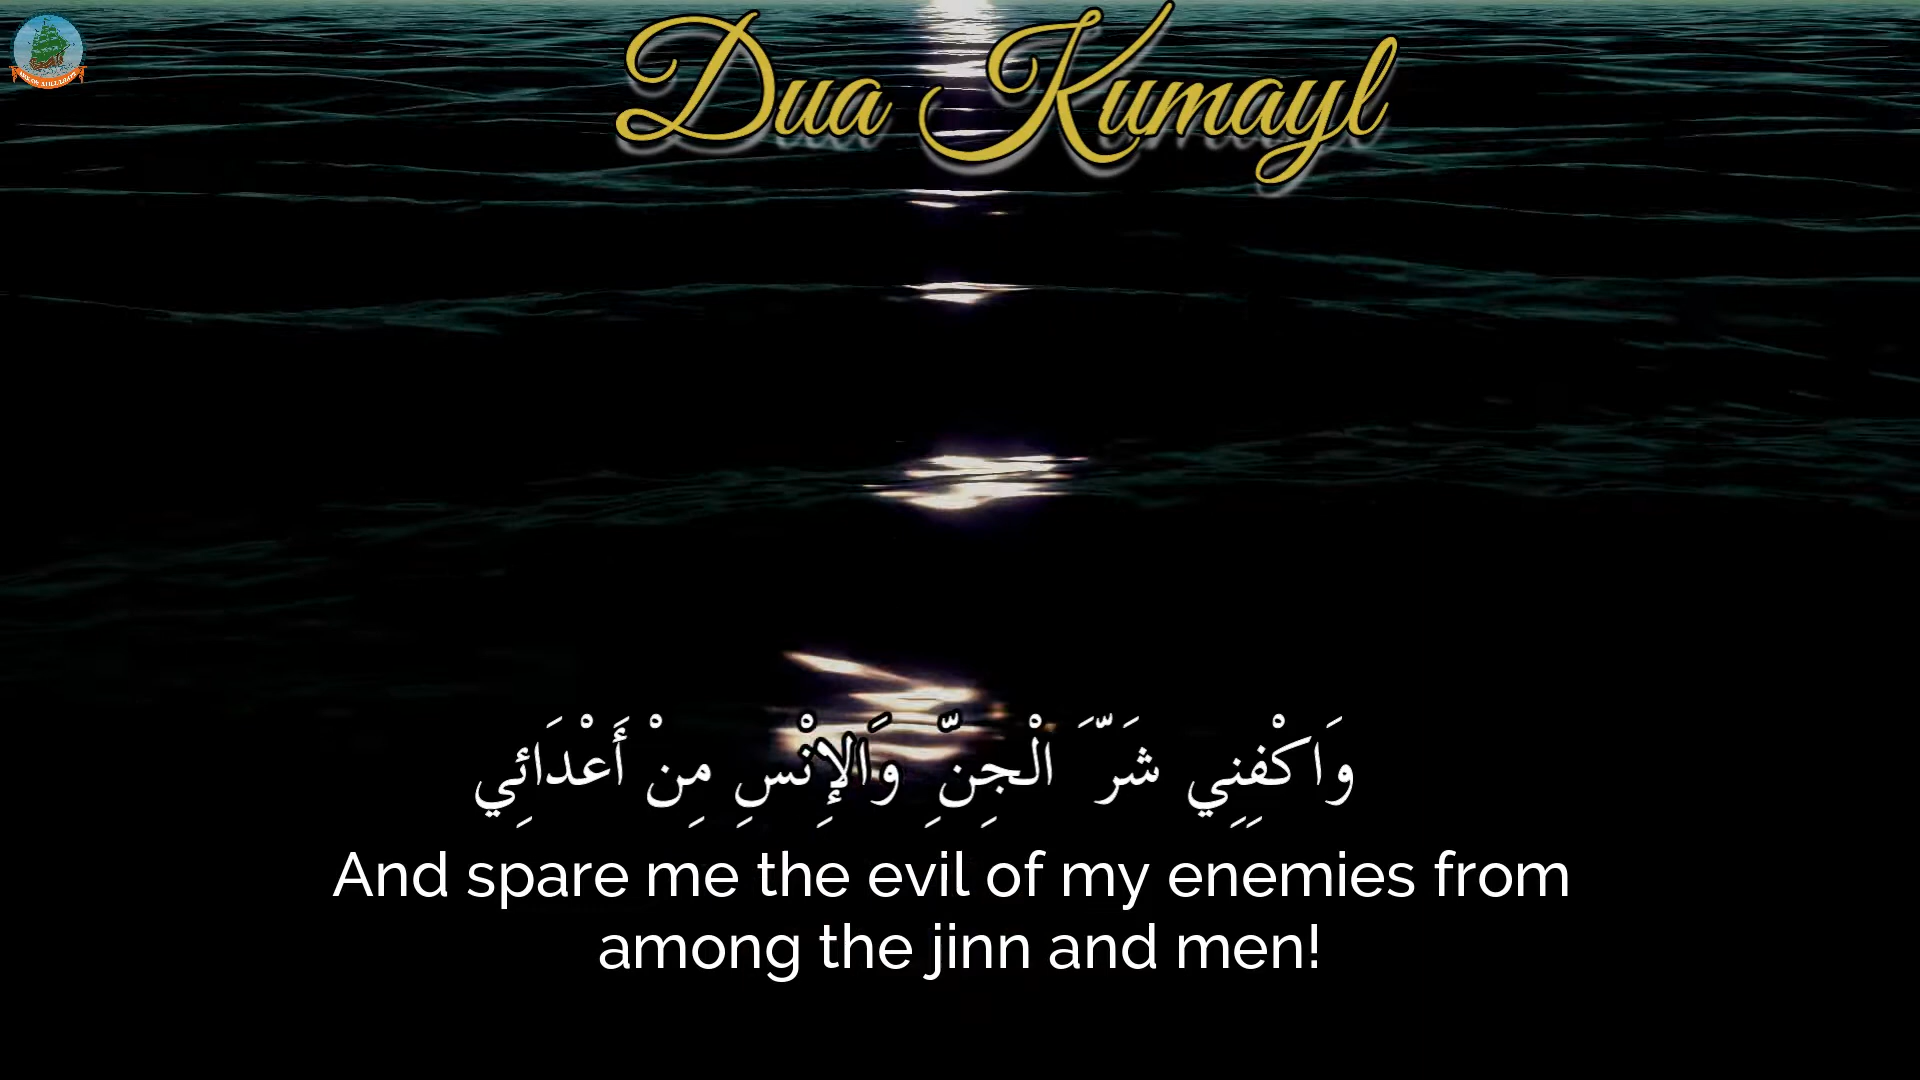 Dua Kumayl
وَاكْفِنِي شَرَّ الْجِنِّ وَالإِنْسِ مِنْ أَعْدَائِي
And spare me the evil of my enemies from
among the jinn and men!